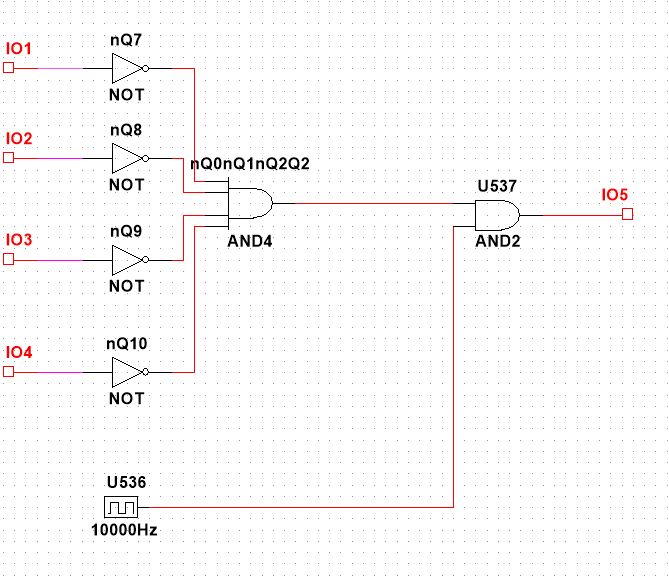 nQ7
IO1
NOT
nQ8
IO2
nQ0nQ1nQ2Q2
NOT
U537
IO5
nQ9
IO3
AND4
AND2
NOT
nQ10
IO4
NOT
U536
10000Hz